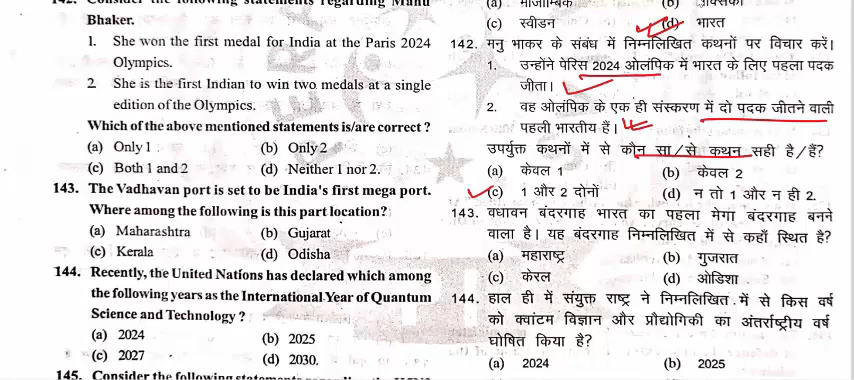 142. Consider the following statements regarding Manu
Bhaker.
1. She won the first medal for India at the Paris 2024
Olympics.
2. She is the first Indian to win two medals at a single
edition of the Olympics.
Which of the above mentioned statements is/are correct ?
(a) Only 1 (b) Only 2
(c) Both 1 and 2 (d) Neither 1 nor 2.
143. The Vadhavan port is set to be India's first mega port.
Where among the following is this part location?
(a) Maharashtra (b) Gujarat
(c) Kerala (d) Odisha
144. Recently, the United Nations has declared which among
the following years as the International Year of Quantum
Science and Technology ?
(a) 2024 (b) 2025
(c) 2027 (d) 2030.
145. Consider the following statements
(a) (b)
(c) स्वीडन (d) भारत
142. मनु भाकर के संबंध में निम्नलिखित कथनों पर विचार करें।
1. उन्होंने पेरिस 2024 ओलंपिक में भारत के लिए पहला पदक
जीता।
2. वह ओलंपिक के एक ही संस्करण में दो पदक जीतने वाली
पहली भारतीय हैं।
उपर्युक्त कथनों में से कौन सा/से कथन सही है/हैं?
(a) केवल 1 (b) केवल 2
(c) 1 और 2 दोनों (d) न तो 1 और न ही 2.
143. वधावन बंदरगाह भारत का पहला मेगा बंदरगाह बनने
वाला है। यह बंदरगाह निम्नलिखित में से कहाँ स्थित है?
(a) महाराष्ट्र (b) गुजरात
(c) केरल (d) ओडिशा
144. हाल ही में संयुक्त राष्ट्र ने निम्नलिखित में से किस वर्ष
को क्वांटम विज्ञान और प्रौद्योगिकी का अंतर्राष्ट्रीय वर्ष
घोषित किया है?
(a) 2024 (b) 2025